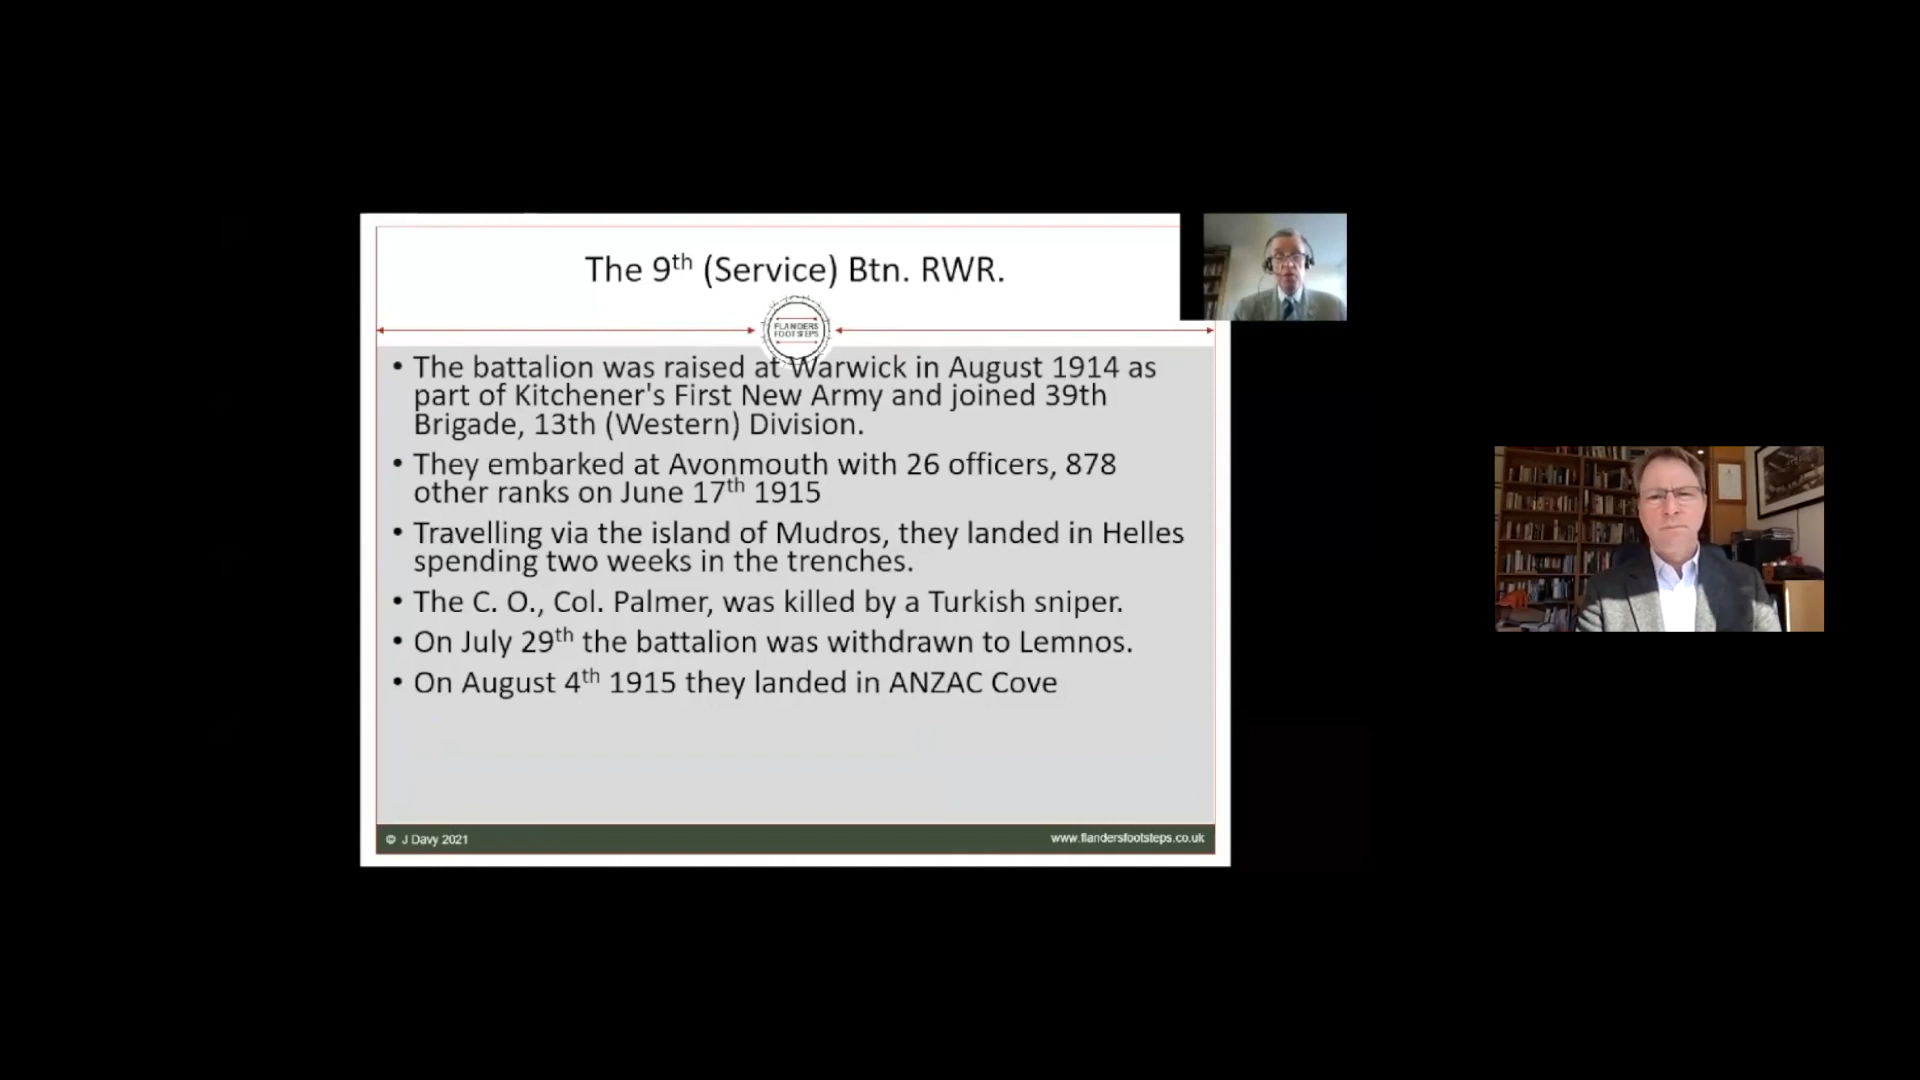 The 9th (Service) Btn. RWR.
FLANDERS
FOOTSTEPS
• The battalion was raised at Warwick in August 1914 as
part of Kitchener's First New Army and joined 39th
Brigade, 13th (Western) Division.
• They embarked at Avonmouth with 26 officers, 878
other ranks on June 17th 1915
• Travelling via the island of Mudros, they landed in Helles
spending two weeks in the trenches.
• The C. O., Col. Palmer, was killed by a Turkish sniper.
• On July 29th the battalion was withdrawn to Lemnos.
• On August 4th 1915 they landed in ANZAC Cove
© J Davy 2021
www.flandersfootsteps.co.uk